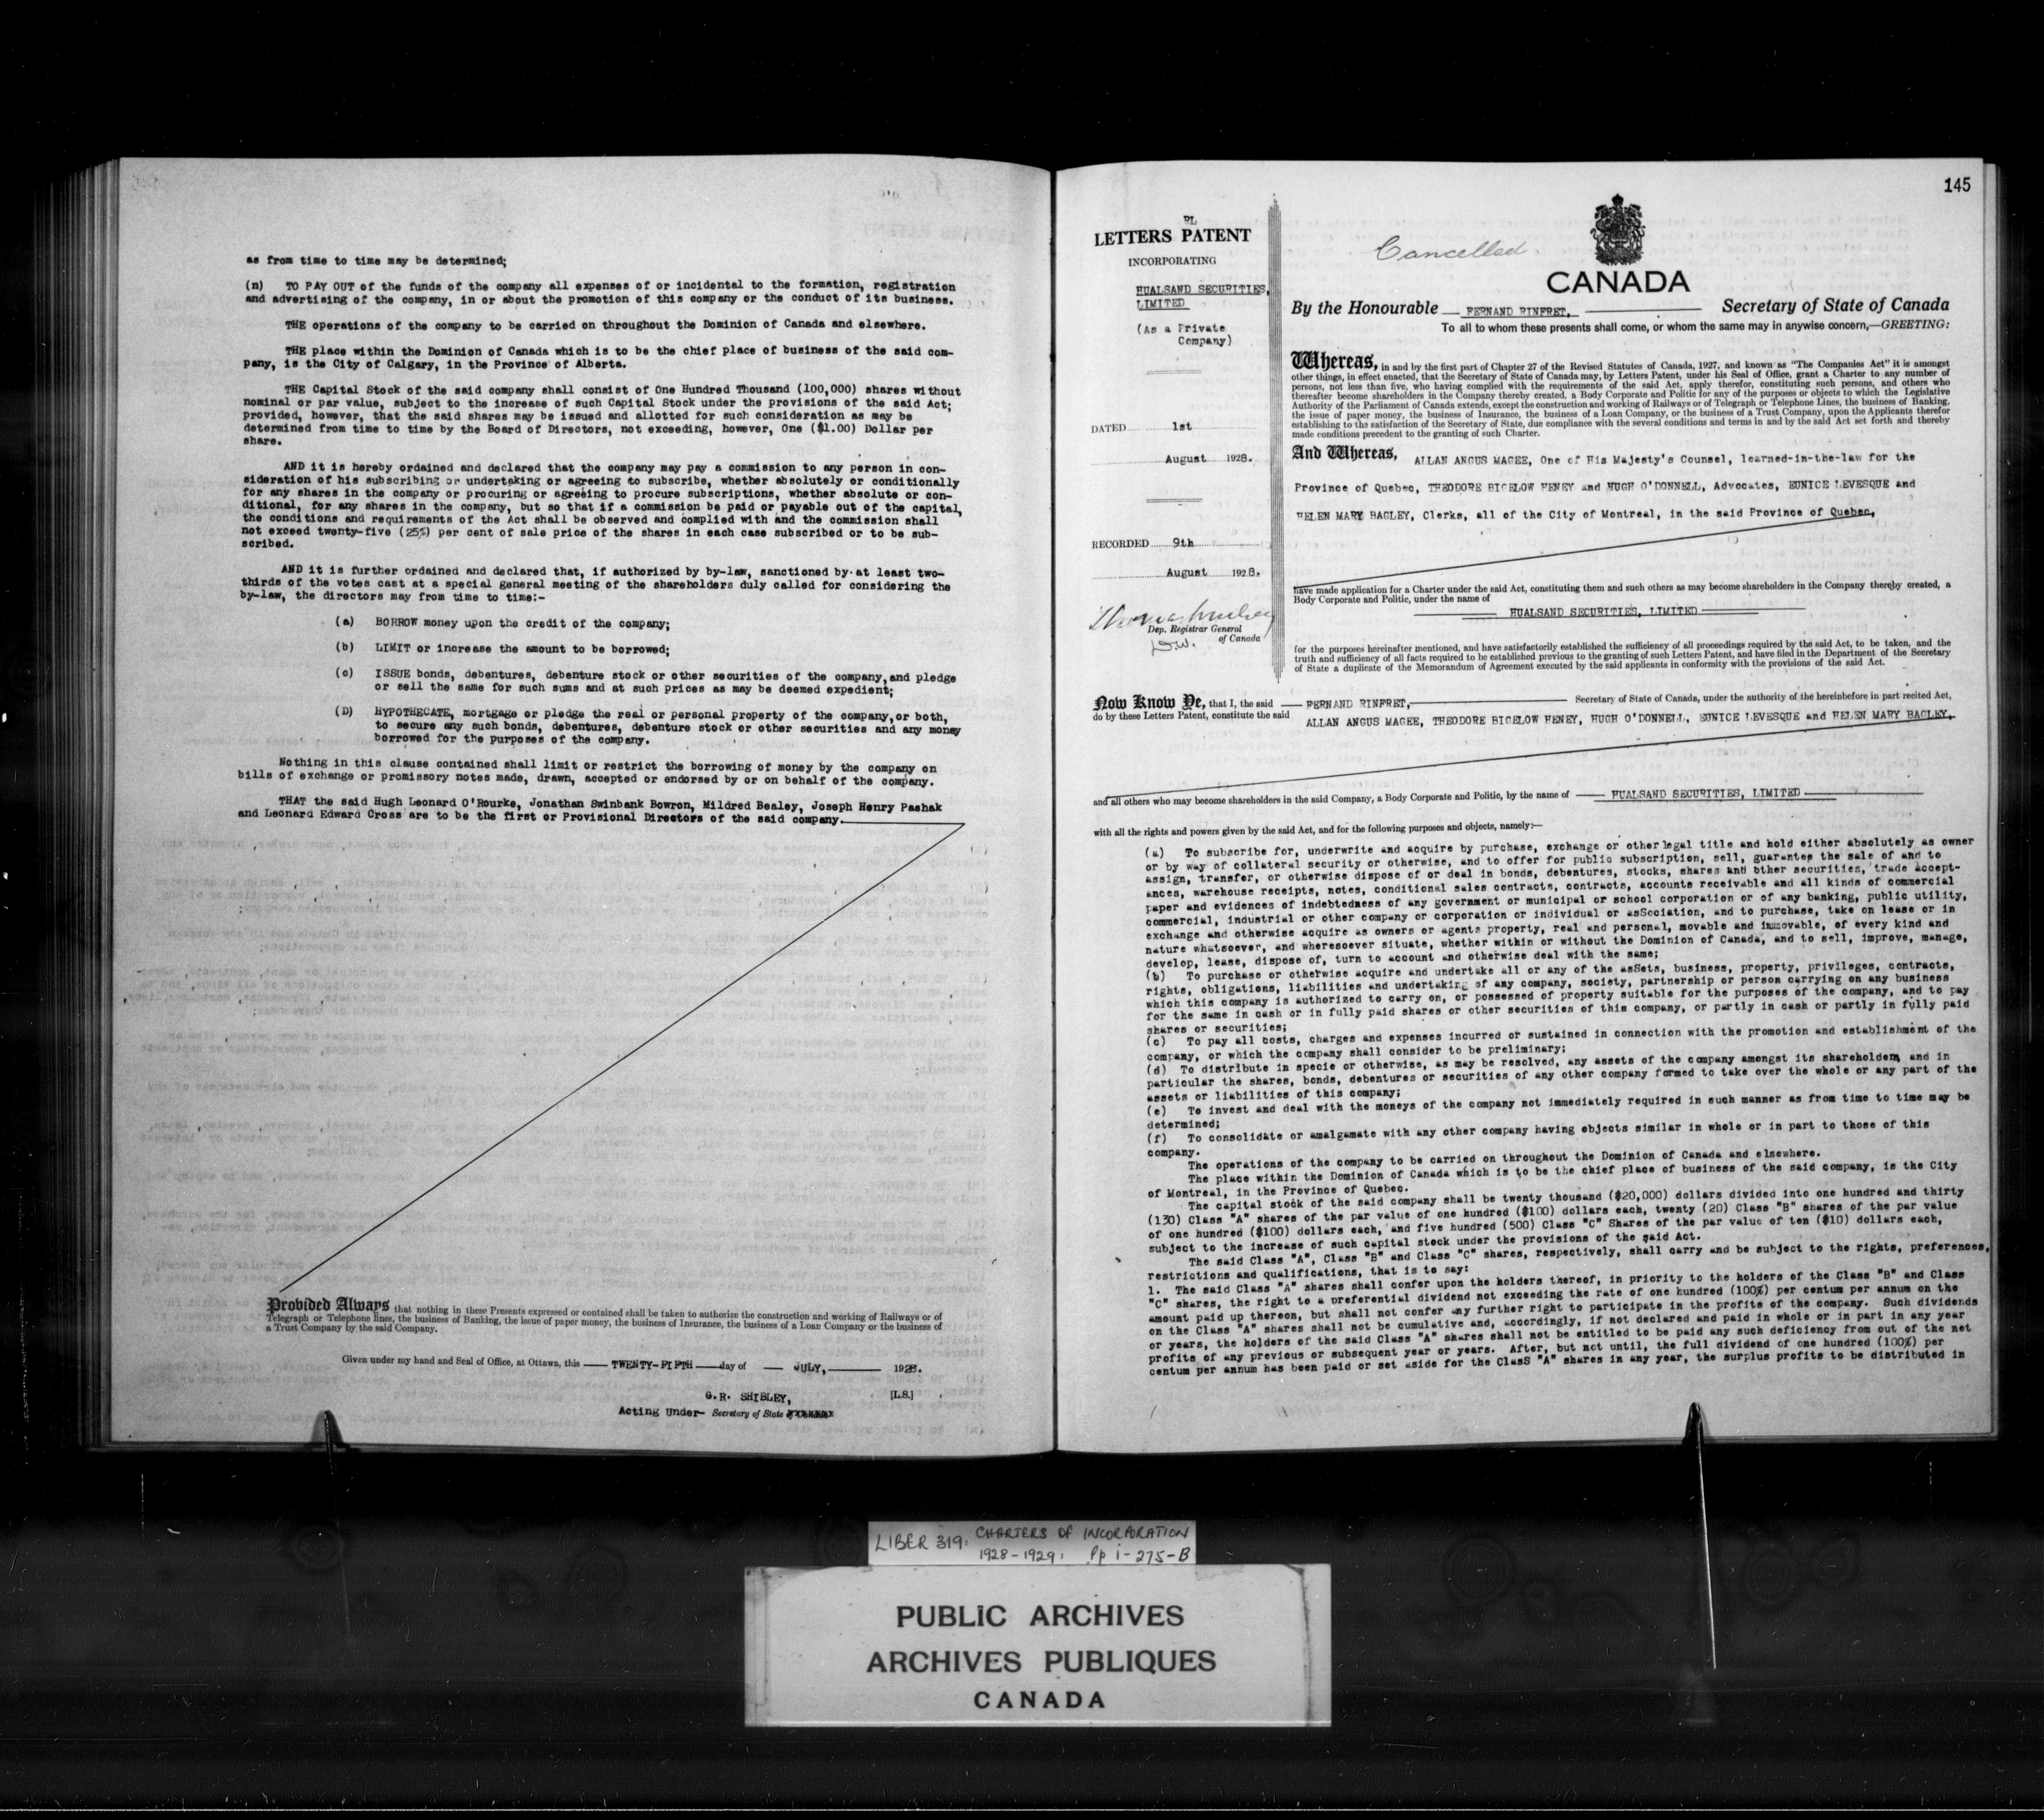 as from time to time may be determined;
(n) TO PAY OUT of the funds of the company all expenses of or incidental to the formation, registration
and advertising of the company, in or about the promotion of this company or the conduct of its business.
THE operations of the company to be carried on throughout the Dominion of Canada and elsewhere.
THE place within the Dominion of Canada which is to be the chief place of business of the said com-
pany, is the City of Calgary, in the Province of Alberta.
THE Capital Stock of the said company shall consist of One Hundred Thousand (100,000) shares without
nominal or par value, subject to the increase of such Capital Stock under the provisions of the said Act;
provided, however, that the said shares may be issued and allotted for such consideration as may be
determined from time to time by the Board of Directors, not exceeding, however, One ($1.00) Dollar per
share.
AND it is hereby ordained and declared that the company may pay a commission to any person in con-
sideration of his subscribing or undertaking or agreeing to subscribe, whether absolutely or conditionally
for any shares in the company or procuring or agreeing to procure subscriptions, whether absolute or con-
ditional, for any shares in the company, but so that if a commission be paid or payable out of the capital,
the conditions and requirements of the Act shall be observed and complied with and the commission shall
not exceed twenty-five (25%) per cent of sale price of the shares in each case subscribed or to be sub-
scribed.
AND it is further ordained and declared that, if authorized by by-law, sanctioned by at least two-
thirds of the votes cast at a special general meeting of the shareholders duly called for considering the
by-law, the directors may from time to time:-
(a) BORROW money upon the credit of the company;
(b) LIMIT or increase the amount to be borrowed;
(c) ISSUE bonds, debentures, debenture stock or other securities of the company, and pledge
or sell the same for such sums and at such prices as may be deemed expedient;
(D) HYPOTHECATE, mortgage or pledge the real or personal property of the company, or both,
to secure any such bonds, debentures, debenture stock or other securities and any money
borrowed for the purposes of the company.
Nothing in this clause contained shall limit or restrict the borrowing of money by the company on
bills of exchange or promissory notes made, drawn, accepted or endorsed by or on behalf of the company.
THAT the said Hugh Leonard O'Rourke, Jonathan Swinbank Bowron, Mildred Bealey, Joseph Henry Pashak
and Leonard Edward Cross are to be the first or Provisional Directors of the said company.
Provided Always that nothing in these Presents expressed or contained shall be taken to authorize the construction and working of Railways or of
Telegraph or Telephone lines, the business of Banking, the issue of paper money, the business of Insurance, the business of a Loan Company or the business of
a Trust Company by the said Company.
Given under my hand and Seal of Office, at Ottawa, this TWENTY-FIFTH day of JULY, 1928.
G.R. SHIBLEY, [L.S.]
Acting Under- Secretary of State
145
PL
LETTERS PATENT
INCORPORATING
HUALSAND SECURITIES,
LIMITED
(As a Private
Company)
DATED 1st
August 1928.
RECORDED 9th
August 1928.
Dep. Registrar General
of Canada
Cancelled
CANADA
By the Honourable FERNAND RINFRET, Secretary of State of Canada
To all to whom these presents shall come, or whom the same may in anywise concern,—GREETING:
Whereas, in and by the first part of Chapter 27 of the Revised Statutes of Canada, 1927, and known as "The Companies Act" it is amongst
other things, in effect enacted, that the Secretary of State of Canada may, by Letters Patent, under his Seal of Office, grant a Charter to any number of
persons, not less than five, who having complied with the requirements of the said Act, apply therefor, constituting such persons, and others who
thereafter become shareholders in the Company thereby created, a Body Corporate and Politic for any of the purposes or objects to which the Legislative
Authority of the Parliament of Canada extends, except the construction and working of Railways or of Telegraph or Telephone Lines, the business of Banking,
the issue of paper money, the business of Insurance, the business of a Loan Company, or the business of a Trust Company, upon the Applicants therefor
establishing to the satisfaction of the Secretary of State, due compliance with the several conditions and terms in and by the said Act set forth and thereby
made conditions precedent to the granting of such Charter.
And Whereas, ALLAN ANGUS MAGEE, One of His Majesty's Counsel, learned-in-the-law for the
Province of Quebec, THEODORE BIGELOW HENEY and HUGH O'DONNELL, Advocates, EUNICE LEVESQUE and
HELEN MARY BAGLEY, Clerks, all of the City of Montreal, in the said Province of Quebec,
have made application for a Charter under the said Act, constituting them and such others as may become shareholders in the Company thereby created, a
Body Corporate and Politic, under the name of
HUALSAND SECURITIES, LIMITED
for the purposes hereinafter mentioned, and have satisfactorily established the sufficiency of all proceedings required by the said Act, to be taken, and the
truth and sufficiency of all facts required to be established previous to the granting of such Letters Patent, and have filed in the Department of the Secretary
of State a duplicate of the Memorandum of Agreement executed by the said applicants in conformity with the provisions of the said Act.
Now Know Ye, that I, the said FERNAND RINFRET, Secretary of State of Canada, under the authority of the hereinbefore in part recited Act,
do by these Letters Patent, constitute the said ALLAN ANGUS MAGEE, THEODORE BIGELOW HENEY, HUGH O'DONNELL, EUNICE LEVESQUE and HELEN MARY BAGLEY,
and all others who may become shareholders in the said Company, a Body Corporate and Politic, by the name of HUALSAND SECURITIES, LIMITED
with all the rights and powers given by the said Act, and for the following purposes and objects, namely:—
(a) To subscribe for, underwrite and acquire by purchase, exchange or other legal title and hold either absolutely as owner
or by way of collateral security or otherwise, and to offer for public subscription, sell, guarantee the sale of and to
assign, transfer, or otherwise dispose of or deal in bonds, debentures, stocks, shares and other securities, trade accept-
ances, warehouse receipts, notes, conditional sales contracts, contracts, accounts receivable and all kinds of commercial
paper and evidences of indebtedness of any government or municipal or school corporation or of any banking, public utility,
commercial, industrial or other company or corporation or individual or asSociation, and to purchase, take on lease or in
exchange and otherwise acquire as owners or agents property, real and personal, movable and immovable, of every kind and
nature whatsoever, and wheresoever situate, whether within or without the Dominion of Canada, and to sell, improve, manage,
develop, lease, dispose of, turn to account and otherwise deal with the same;
(b) To purchase or otherwise acquire and undertake all or any of the asSets, business, property, privileges, contracts,
rights, obligations, liabilities and undertaking of any company, society, partnership or person carrying on any business
which this company is authorized to carry on, or possessed of property suitable for the purposes of the company, and to pay
for the same in cash or in fully paid shares or other securities of this company, or partly in cash or partly in fully paid
shares or securities;
(c) To pay all costs, charges and expenses incurred or sustained in connection with the promotion and establishment of the
company, or which the company shall consider to be preliminary;
(d) To distribute in specie or otherwise, as may be resolved, any assets of the company amongst its shareholders and in
particular the shares, bonds, debentures or securities of any other company formed to take over the whole or any part of the
assets or liabilities of this company;
(e) To invest and deal with the moneys of the company not immediately required in such manner as from time to time may be
determined;
(f) To consolidate or amalgamate with any other company having objects similar in whole or in part to those of this
company.
The operations of the company to be carried on throughout the Dominion of Canada and elsewhere.
The place within the Dominion of Canada which is to be the chief place of business of the said company, is the City
of Montreal, in the Province of Quebec.
The capital stock of the said company shall be twenty thousand ($20,000) dollars divided into one hundred and thirty
(130) Class "A" shares of the par value of one hundred ($100) dollars each, twenty (20) Class "B" shares of the par value
of one hundred ($100) dollars each, and five hundred (500) Class "C" Shares of the par value of ten ($10) dollars each,
subject to the increase of such capital stock under the provisions of the said Act.
The said Class "A", Class "B" and Class "C" shares, respectively, shall carry and be subject to the rights, preferences,
restrictions and qualifications, that is to say:
1. The said Class "A" shares shall confer upon the holders thereof, in priority to the holders of the Class "B" and Class
"C" shares, the right to a preferential dividend not exceeding the rate of one hundred (100%) per centum per annum on the
amount paid up thereon, but shall not confer any further right to participate in the profits of the company. Such dividends
on the Class "A" shares shall not be cumulative and, accordingly, if not declared and paid in whole or in part in any year
or years, the holders of the said Class "A" shares shall not be entitled to be paid any such deficiency from out of the net
profits of any previous or subsequent year or years. After, but not until, the full dividend of one hundred (100%) per
centum per annum has been paid or set aside for the ClasS "A" shares in any year, the surplus profits to be distributed in
LIBER 319: CHARTERS OF INCORPORATION
1928-1929: Pp i-275-B
PUBLIC ARCHIVES
ARCHIVES PUBLIQUES
CANADA